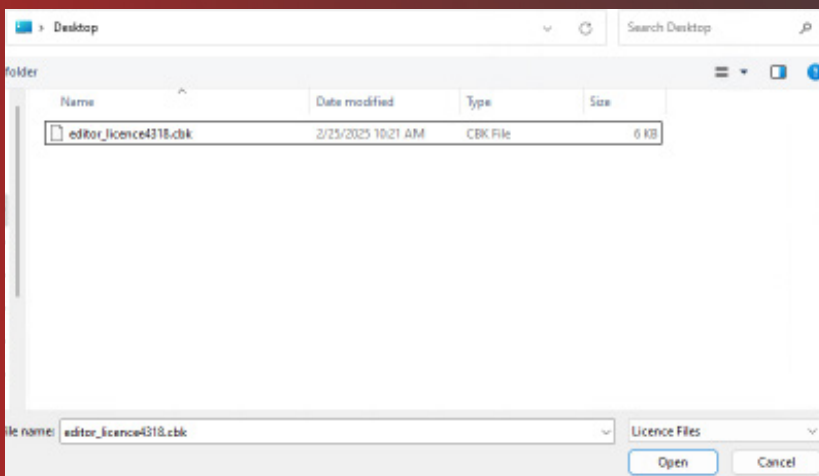 Desktop
Search Desktop
folder
Name Date modified Type Size
editor_licence4318.cbk 2/25/2025 10:21 AM CBK File 6 KB
ile name: editor_licence4318.cbk Licence Files
Open Cancel